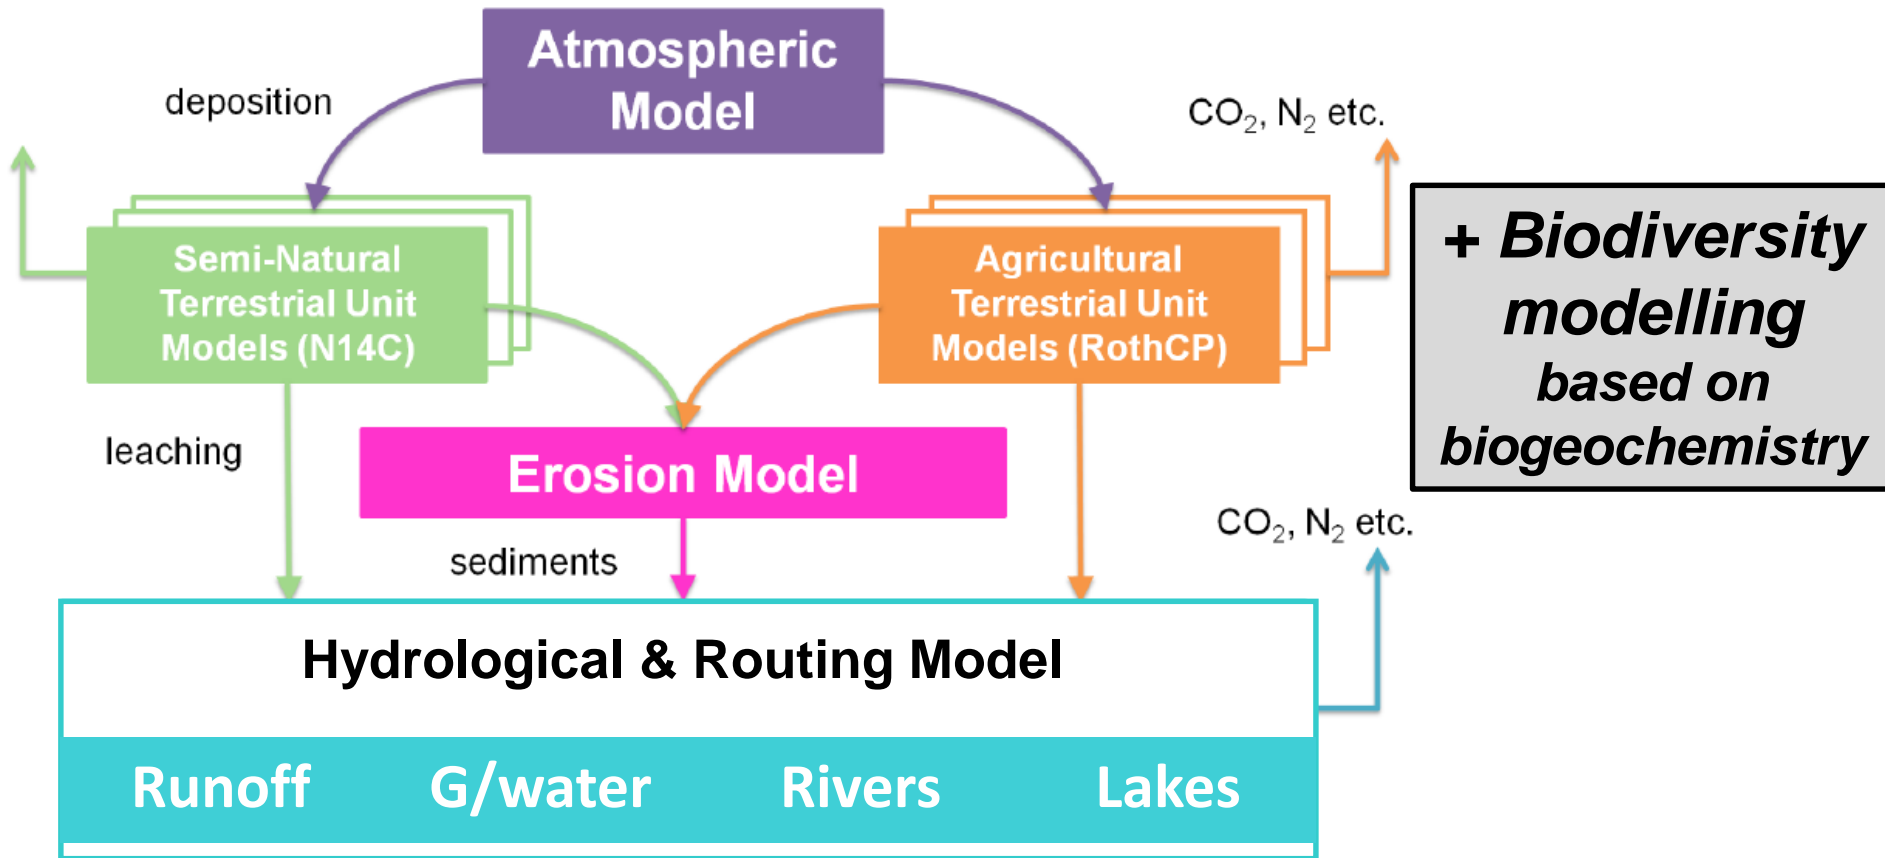 Atmospheric
Model
deposition
CO₂, N₂ etc.
Semi-Natural
Terrestrial Unit
Models (N14C)
Agricultural
Terrestrial Unit
Models (RothCP)
+ Biodiversity
modelling
based on
biogeochemistry
leaching
Erosion Model
sediments
CO₂, N₂ etc.
Hydrological & Routing Model
Runoff G/water Rivers Lakes